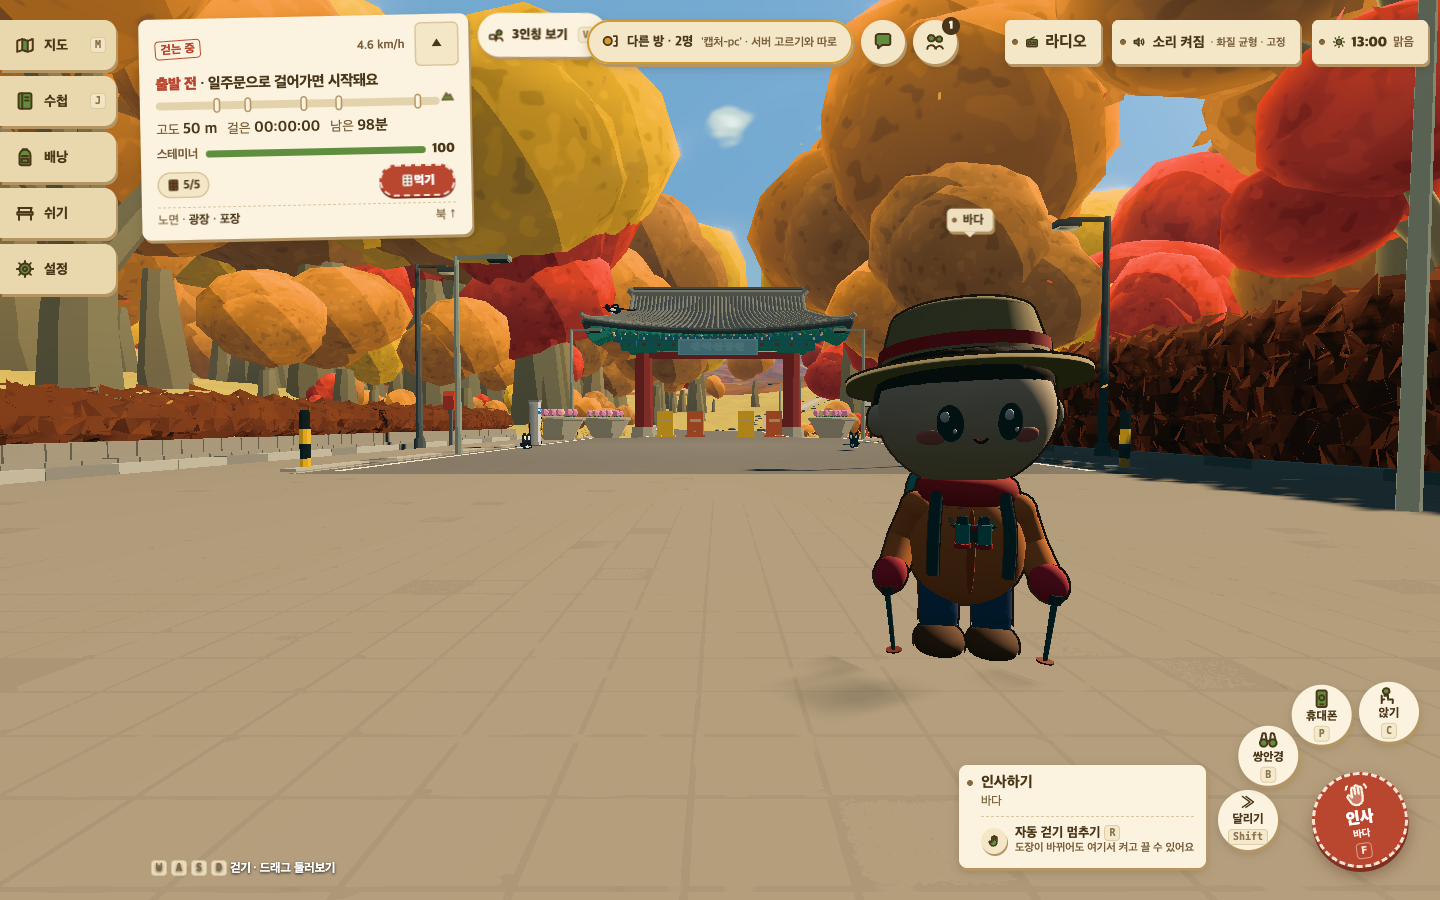 지도 M
수첩 J
배낭
쉬기
설정
걷는 중
4.6 km/h
출발 전 · 일주문으로 걸어가면 시작돼요
고도 50 m 걸은 00:00:00 남은 98분
스테미너 100
5/5
먹기
노면 · 광장 · 포장
북 ↑
3인칭 보기
다른 방 · 2명 '캡처-pc' · 서버 고르기와 따로
1
라디오
소리 켜짐 · 화질 균형 · 고정
13:00 맑음
바다
휴대폰
P
앉기
C
쌍안경
B
달리기
Shift
인사
바다
F
인사하기
바다
자동 걷기 멈추기 R
도장이 바뀌어도 여기서 켜고 끌 수 있어요
W A S D 걷기 · 드래그 둘러보기